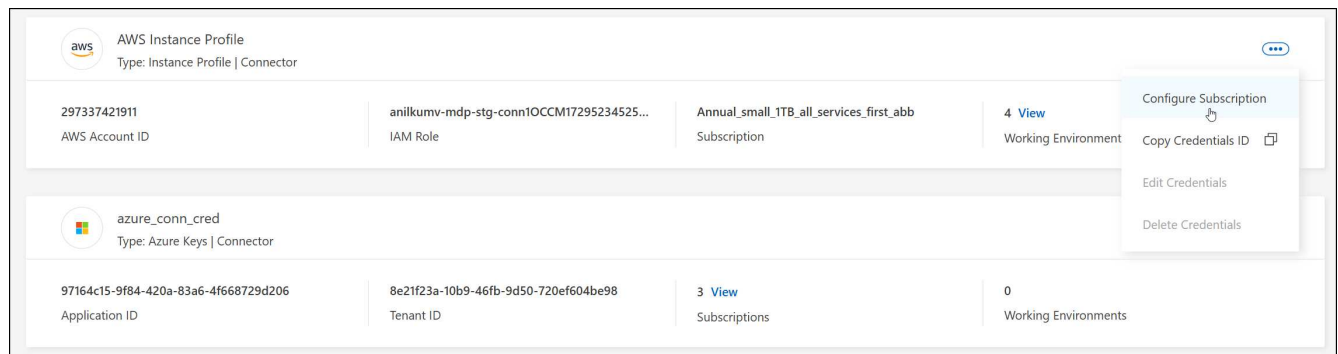 aws
AWS Instance Profile
Type: Instance Profile | Connector
297337421911
AWS Account ID
anilkumv-mdp-stg-conn1OCCM17295234525...
IAM Role
Annual_small_1TB_all_services_first_abb
Subscription
4 View
Working Environment
Configure Subscription
Copy Credentials ID
Edit Credentials
Delete Credentials
azure_conn_cred
Type: Azure Keys | Connector
97164c15-9f84-420a-83a6-4f668729d206
Application ID
8e21f23a-10b9-46fb-9d50-720ef604be98
Tenant ID
3 View
Subscriptions
0
Working Environments